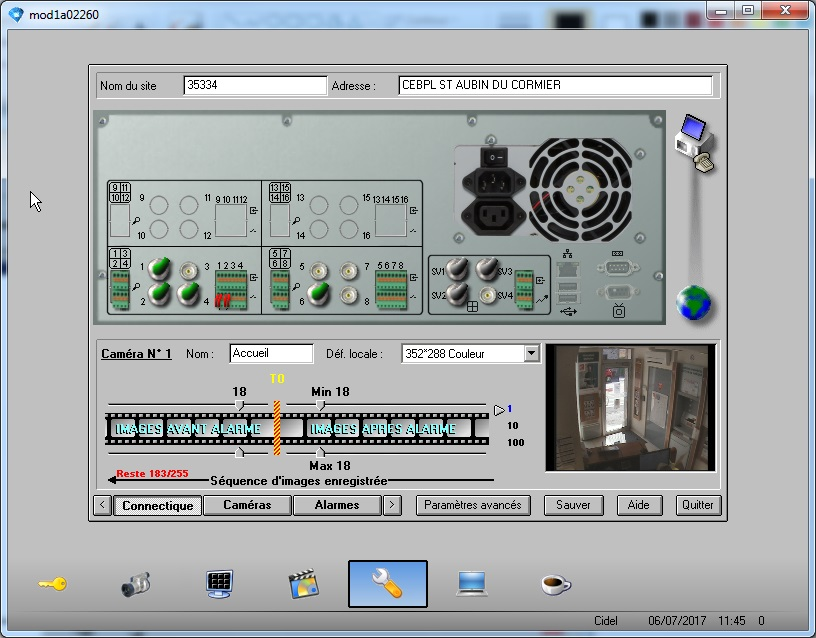 mod1a02260
Nom du site 35334 Adresse : CEBPL ST AUBIN DU CORMIER
9 11 9 11 9 10 11 12 13 15 13 15 13 14 15 16
10 12 14 16
10 12 14 16
1 3 1 3 1 2 3 4 5 7 5 7 5 6 7 8 SV1 SV3
2 4 6 8
2 4 6 8 SV2 SV4
Caméra N° 1 Nom : Accueil Déf. locale : 352*288 Couleur
T0
18 Min 18
1
IMAGES AVANT ALARME IMAGES APRES ALARME 10
100
Max 18
Reste 183/255
Séquence d'images enregistrée
< Connectique Caméras Alarmes > Paramètres avancés Sauver Aide Quitter
Cidel 06/07/2017 11:45 0